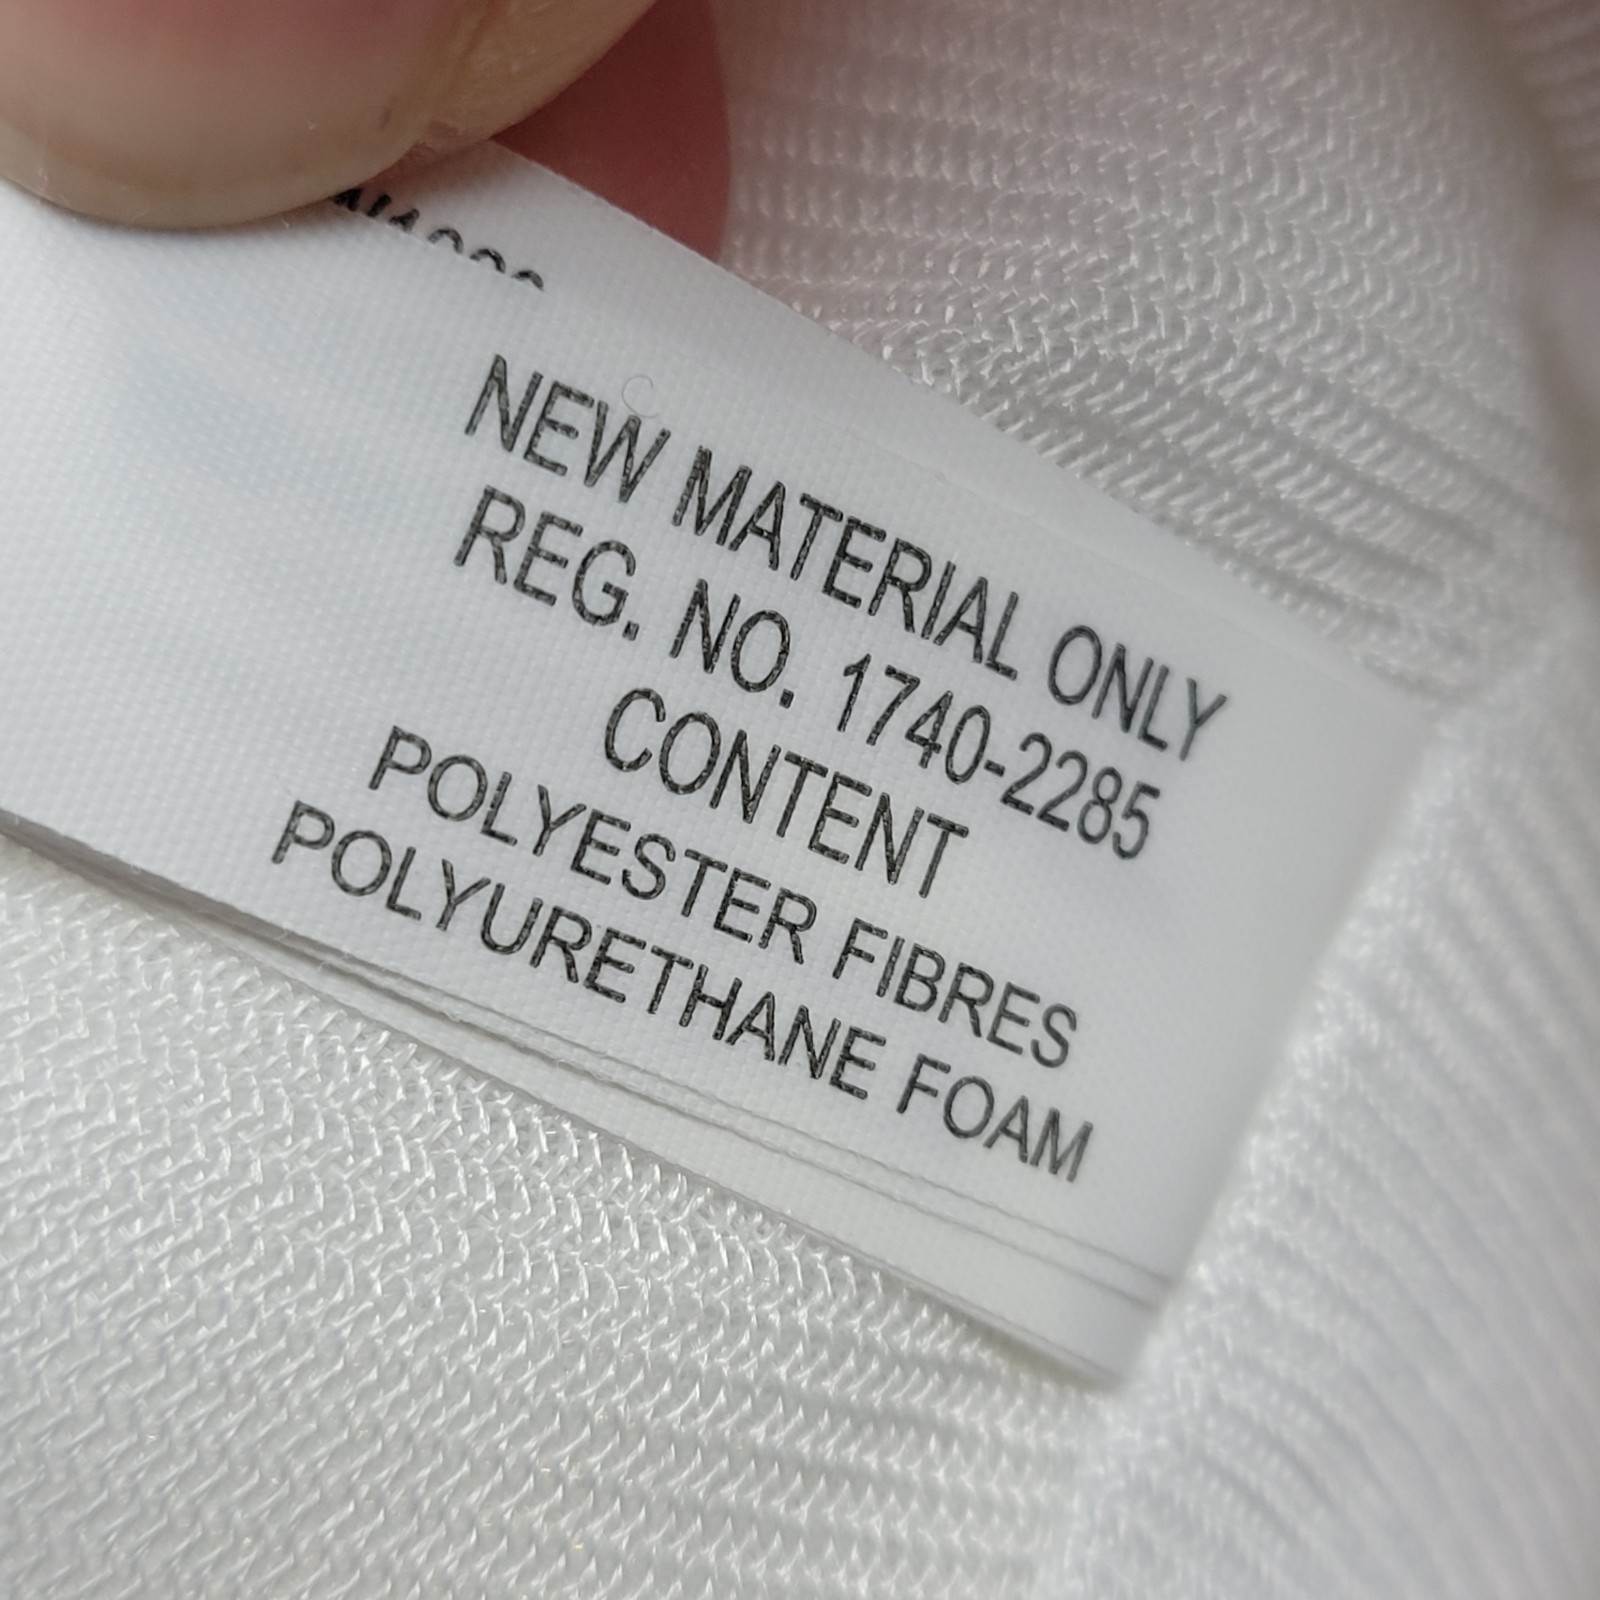 NEW MATERIAL ONLY
REG. NO. 1740-2285
CONTENT
POLYESTER FIBRES
POLYURETHANE FOAM